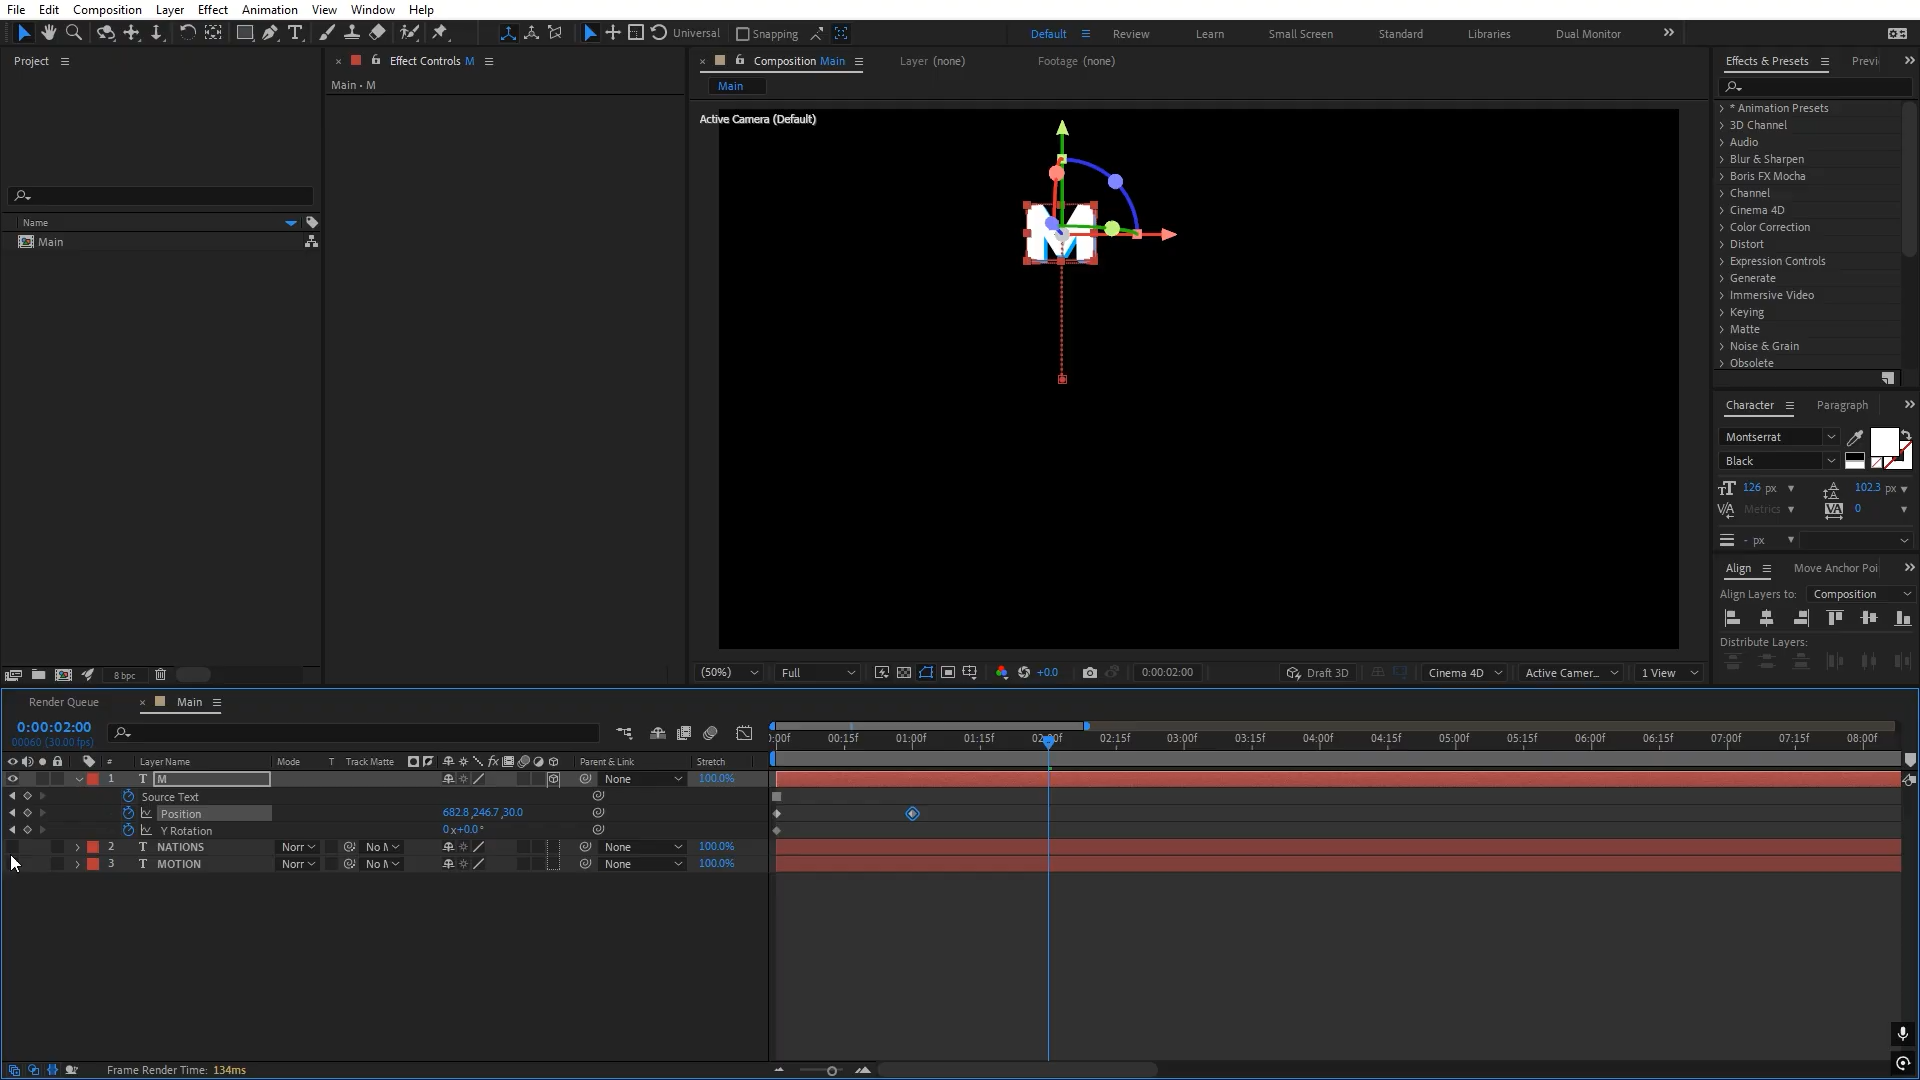 File Edit Composition Layer Effect Animation View Window Help
Universal Snapping Default Review Learn Small Screen Standard Libraries Dual Monitor
Project
Effect Controls M
Composition Main Layer (none) Footage (none)
Effects & Presets Previ
Main • M
Main
Active Camera (Default)
M
* Animation Presets
3D Channel
Audio
Blur & Sharpen
Boris FX Mocha
Channel
Cinema 4D
Color Correction
Distort
Expression Controls
Generate
Immersive Video
Keying
Matte
Noise & Grain
Obsolete
Name
Main
Character Paragraph
Montserrat
Black
126 px 102.3 px
Metrics 0
- px
Align Move Anchor Poi
Align Layers to: Composition
Distribute Layers:
8 bpc
(50%) Full +0.0 0:00:02:00 Draft 3D Cinema 4D Active Camer... 1 View
Render Queue Main
0:00:02:00
00060 (30.00 fps)
:00f 00:15f 01:00f 01:15f 02:00f 02:15f 03:00f 03:15f 04:00f 04:15f 05:00f 05:15f 06:00f 06:15f 07:00f 07:15f 08:00f
# Layer Name Mode T Track Matte fx Parent & Link Stretch
1 T M None 100.0%
Source Text
Position 682.8,246.7,30.0
Y Rotation 0x+0.0°
2 T NATIONS Norr No M None 100.0%
3 T MOTION Norr No M None 100.0%
Frame Render Time: 134ms